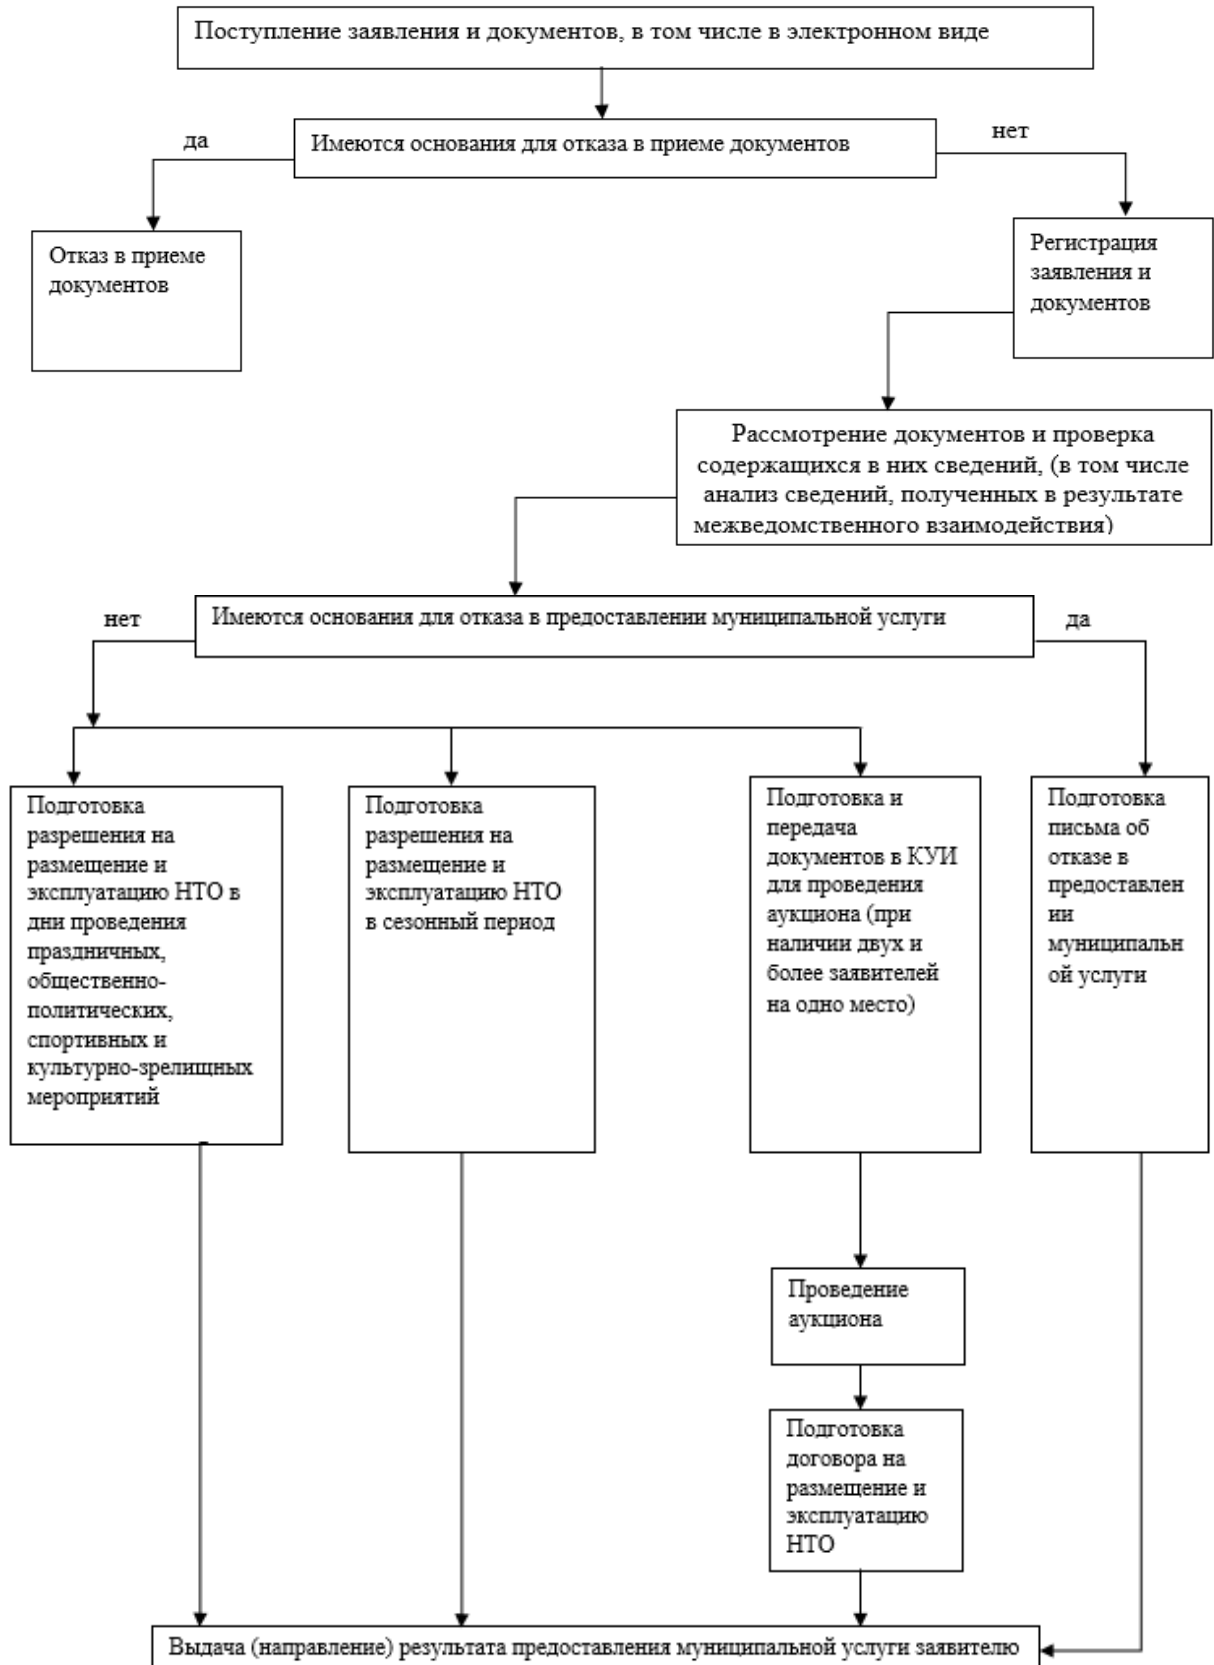 Поступление заявления и документов, в том числе в электронном виде
да
нет
Имеются основания для отказа в приеме документов
Отказ в приеме
документов
Регистрация
заявления и
документов
Рассмотрение документов и проверка
содержащихся в них сведений, (в том числе
анализ сведений, полученных в результате
межведомственного взаимодействия)
нет
Имеются основания для отказа в предоставлении муниципальной услуги
да
Подготовка
разрешения на
размещение и
эксплуатацию НТО в
дни проведения
праздничных,
общественно-
политических,
спортивных и
культурно-зрелищных
мероприятий
Подготовка
разрешения на
размещение и
эксплуатацию НТО
в сезонный период
Подготовка и
передача
документов в КУИ
для проведения
аукциона (при
наличии двух и
более заявителей
на одно место)
Подготовка
письма об
отказе в
предоставлен
ии
муниципальн
ой услуги
Проведение
аукциона
Подготовка
договора на
размещение и
эксплуатацию
НТО
Выдача (направление) результата предоставления муниципальной услуги заявителю